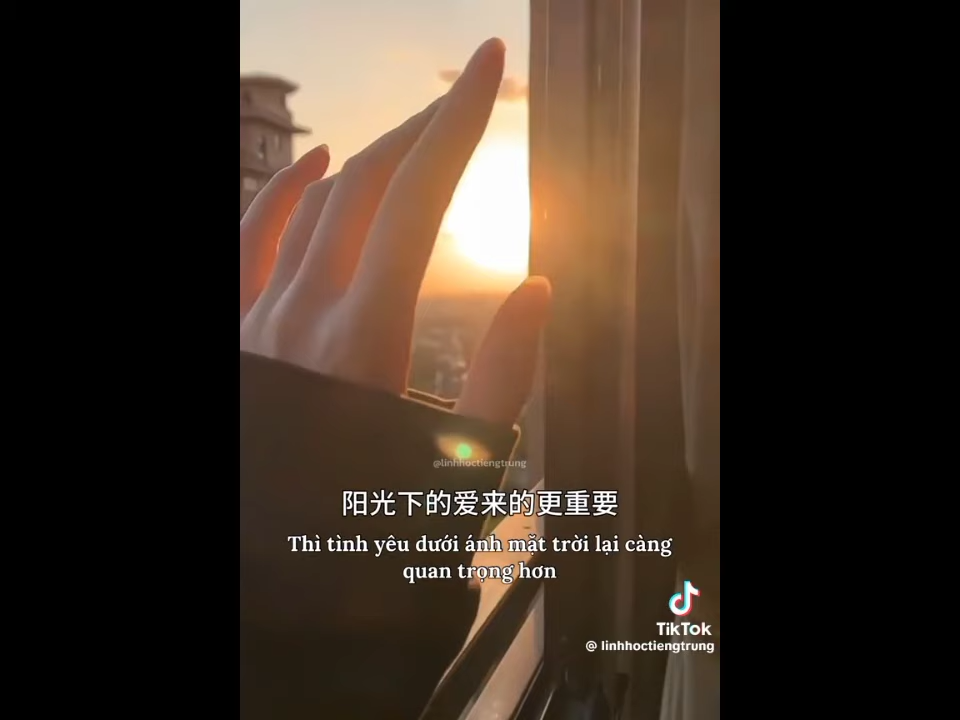 @linhhoctiengtrung
阳光下的爱来的更重要
Thì tình yêu dưới ánh mặt trời lại càng
quan trọng hơn
TikTok
@ linhhoctiengtrung